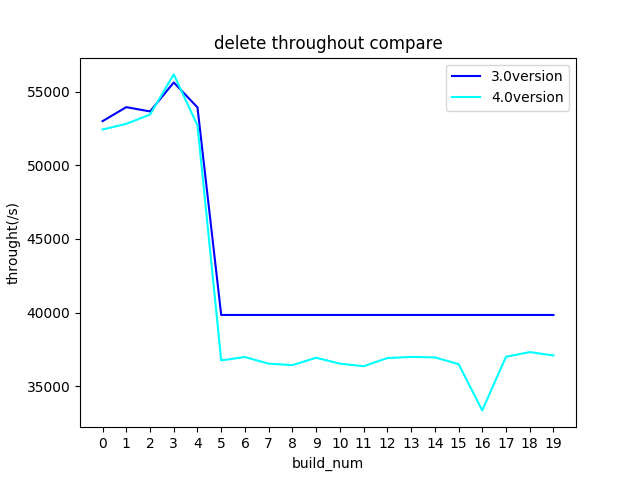 delete throughout compare
3.0version
4.0version
throught(/s)
55000
50000
45000
40000
35000
0 1 2 3 4 5 6 7 8 9 10 11 12 13 14 15 16 17 18 19
build_num